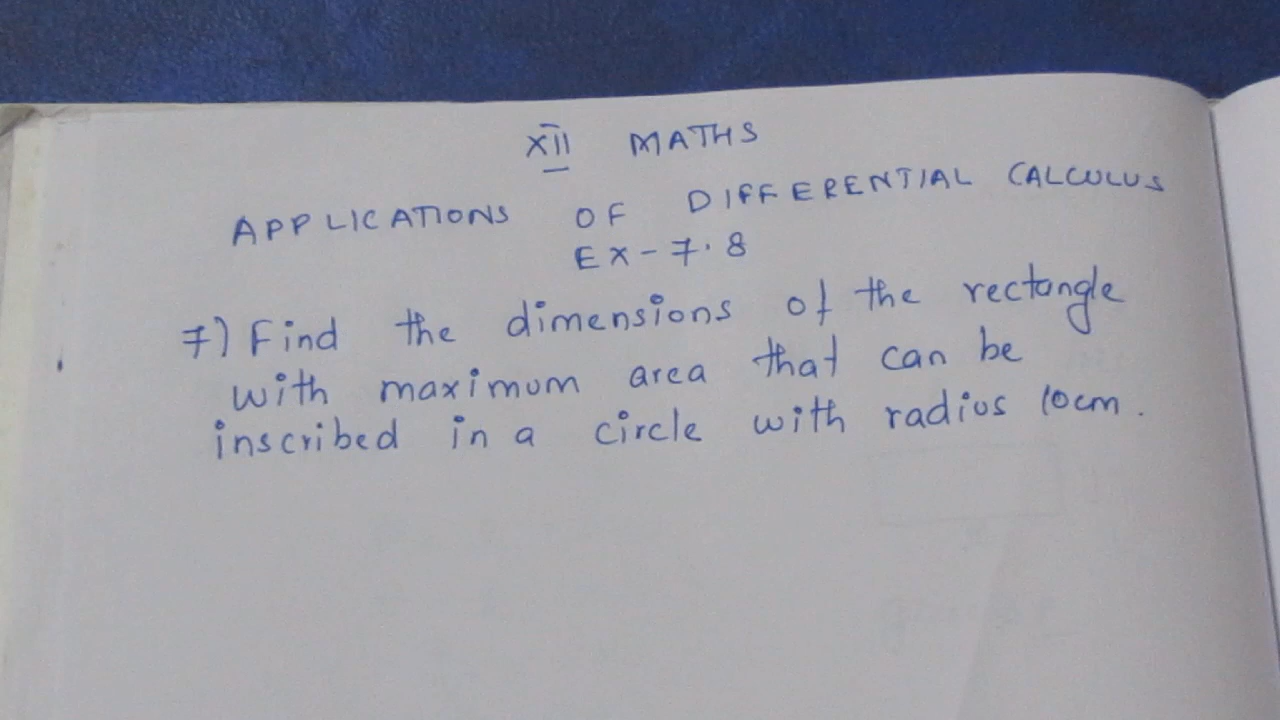 XII MATHS
APPLICATIONS OF DIFFERENTIAL CALCULUS
EX-7.8
7) Find the dimensions of the rectangle
with maximum area that can be
inscribed in a circle with radius 10cm.